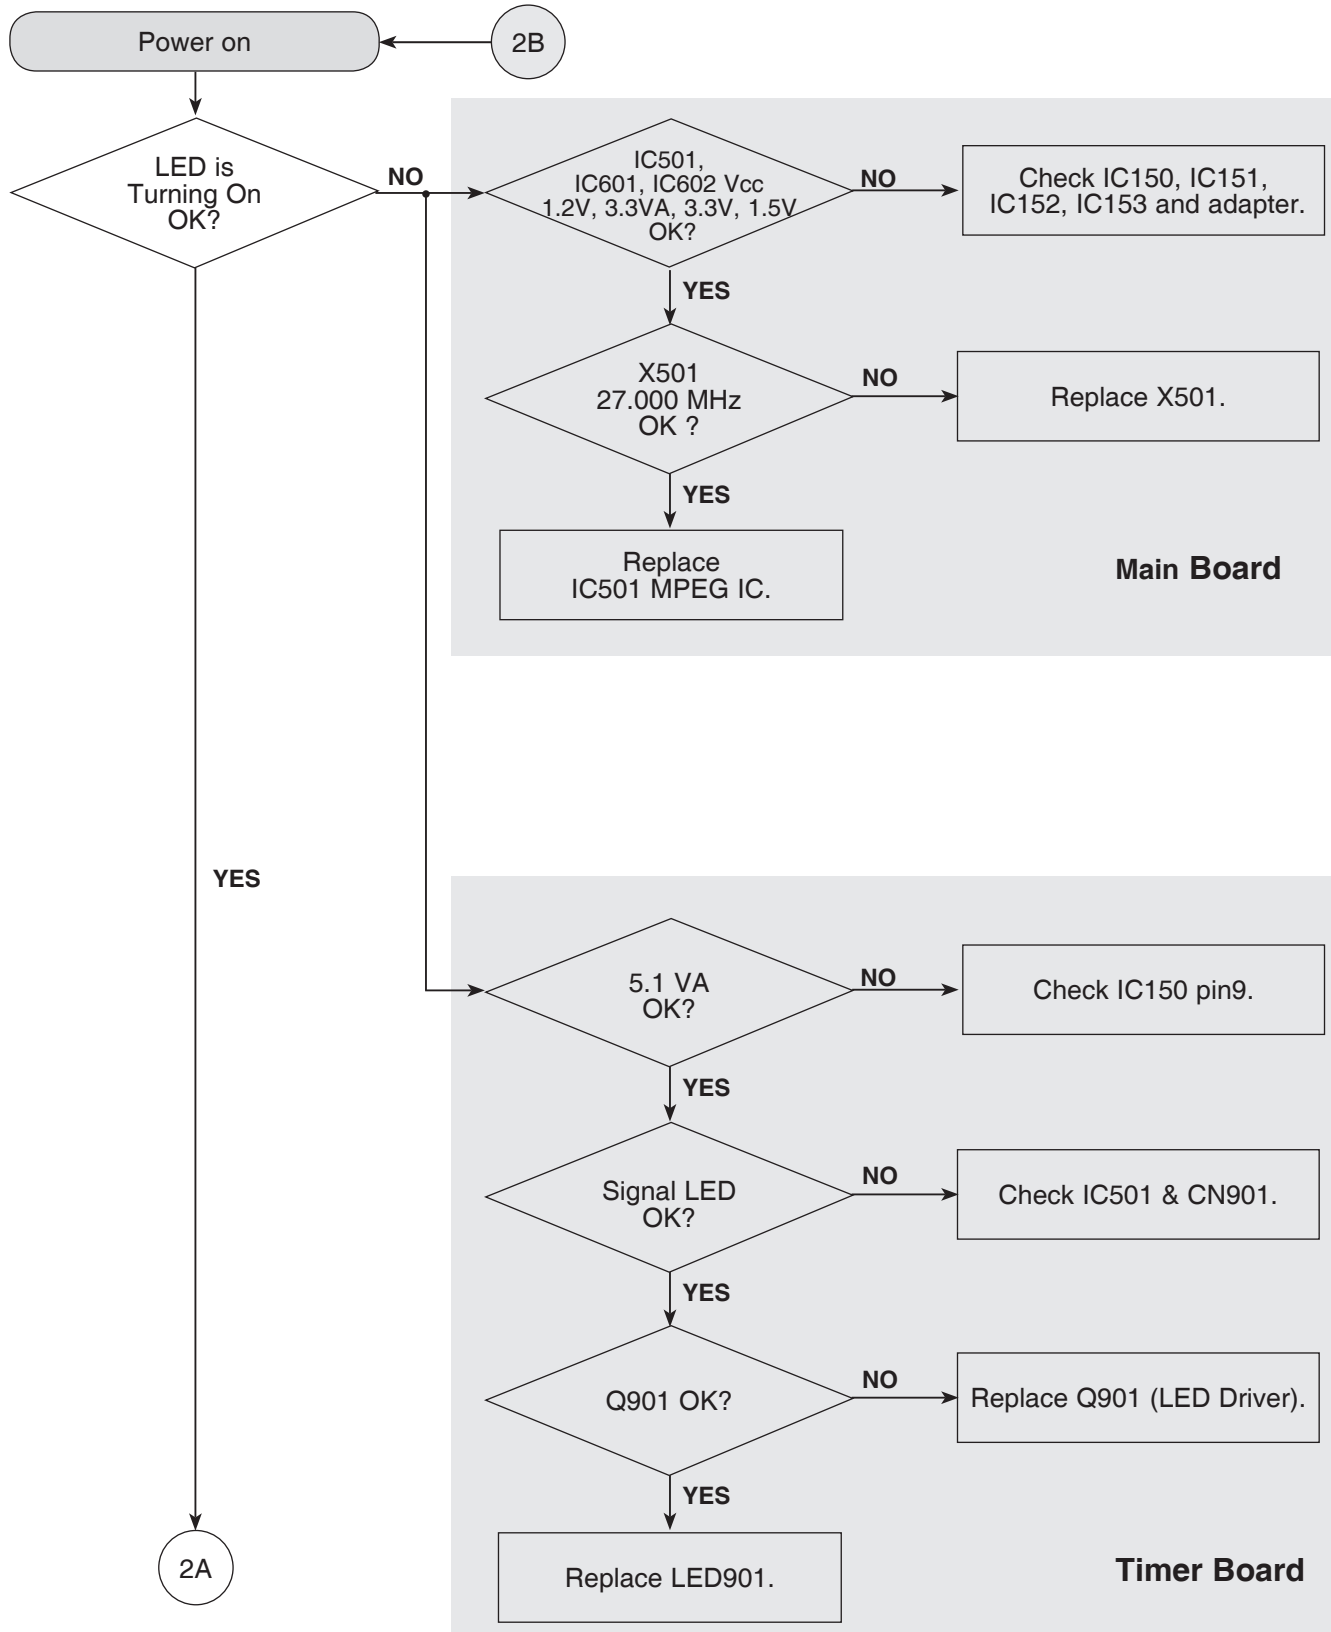 Power on
2B
LED is
Turning On
OK?
NO
IC501,
IC601, IC602 Vcc
1.2V, 3.3VA, 3.3V, 1.5V
OK?
NO
Check IC150, IC151,
IC152, IC153 and adapter.
YES
X501
27.000 MHz
OK ?
NO
Replace X501.
YES
Replace
IC501 MPEG IC.
Main Board
YES
5.1 VA
OK?
NO
Check IC150 pin9.
YES
Signal LED
OK?
NO
Check IC501 & CN901.
YES
Q901 OK?
NO
Replace Q901 (LED Driver).
YES
Replace LED901.
Timer Board
2A